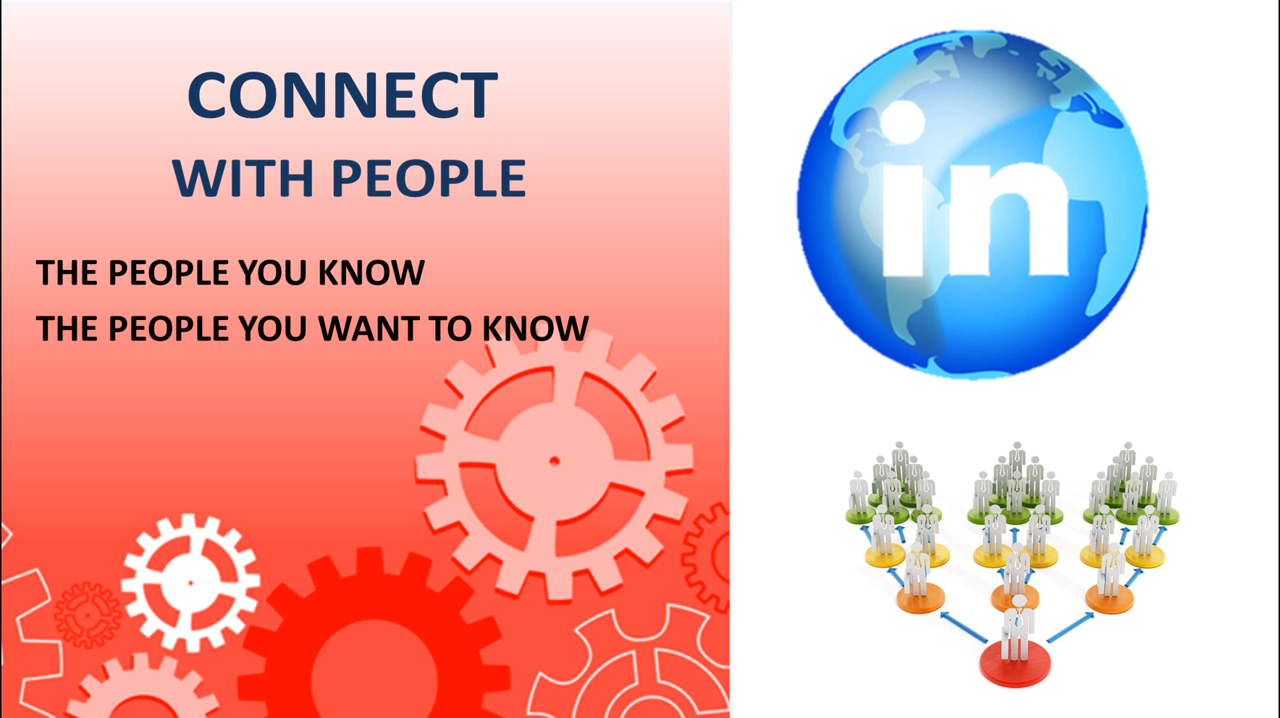 CONNECT
WITH PEOPLE
THE PEOPLE YOU KNOW
THE PEOPLE YOU WANT TO KNOW
in